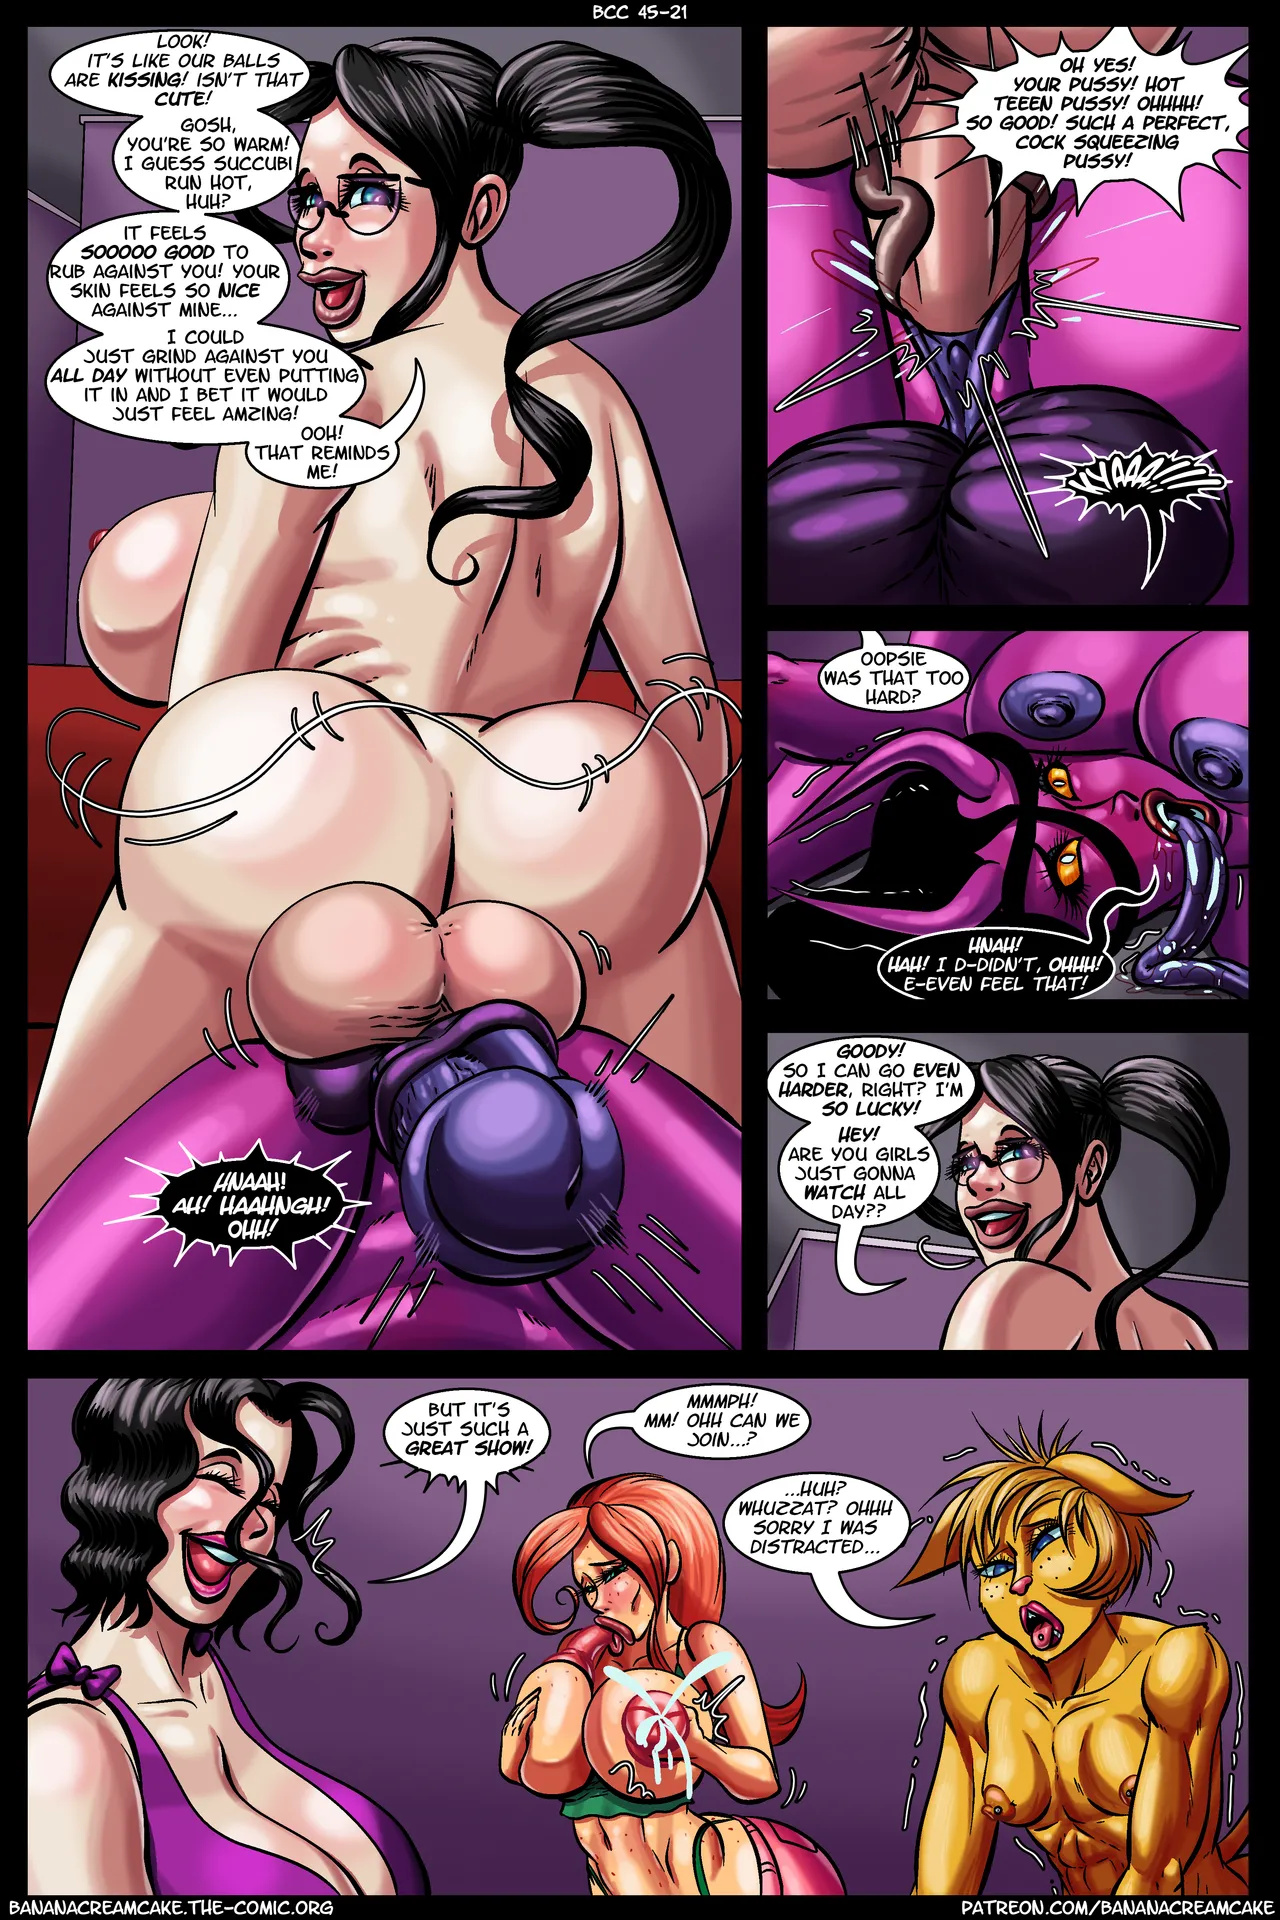 BCC 45-21
LOOK!
IT'S LIKE OUR BALLS
ARE KISSING! ISN'T THAT
CUTE!
GOSH,
YOU'RE SO WARM!
I GUESS SUCCUBI
RUN HOT,
HUH?
IT FEELS
SOOOOO GOOD TO
RUB AGAINST YOU! YOUR
SKIN FEELS SO NICE
AGAINST MINE...
I COULD
JUST GRIND AGAINST YOU
ALL DAY WITHOUT EVEN PUTTING
IT IN AND I BET IT WOULD
JUST FEEL AMZING!
OOH!
THAT REMINDS
ME!
HNAAH!
AH! HAAHNGH!
OHH!
OH YES!
YOUR PUSSY! HOT
TEEEN PUSSY! OHHHH!
SO GOOD! SUCH A PERFECT,
COCK SQUEEZING
PUSSY!
OOPSIE
WAS THAT TOO
HARD?
HNAH!
HAH! I D-DIDN'T, OHHH!
E-EVEN FEEL THAT!
GOODY!
SO I CAN GO EVEN
HARDER, RIGHT? I'M
SO LUCKY!
HEY!
ARE YOU GIRLS
JUST GONNA
WATCH ALL
DAY??
BUT IT'S
JUST SUCH A
GREAT SHOW!
MMMPH!
MM! OHH CAN WE
JOIN...?
...HUH?
WHUZZAT? OHHH
SORRY I WAS
DISTRACTED...
BANANACREAMCAKE.THE-COMIC.ORG
PATREON.COM/BANANACREAMCAKE